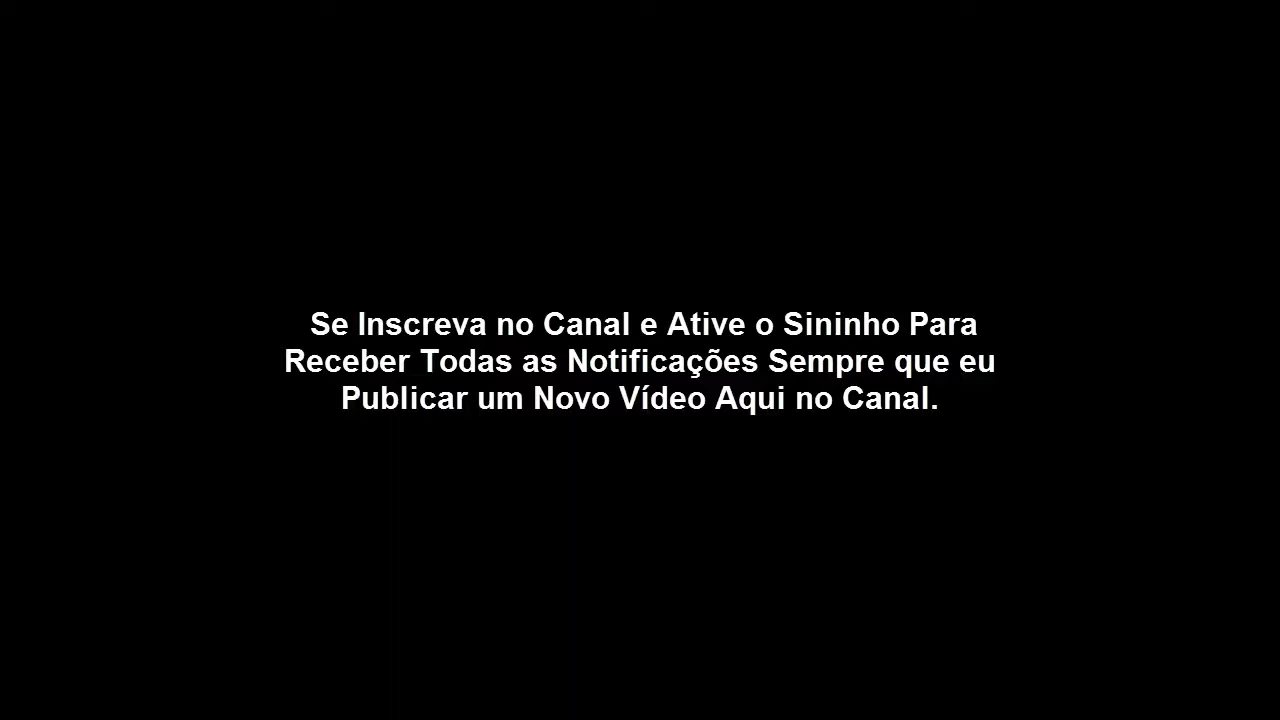 Se Inscreva no Canal e Ative o Sininho Para
Receber Todas as Notificações Sempre que eu
Publicar um Novo Vídeo Aqui no Canal.